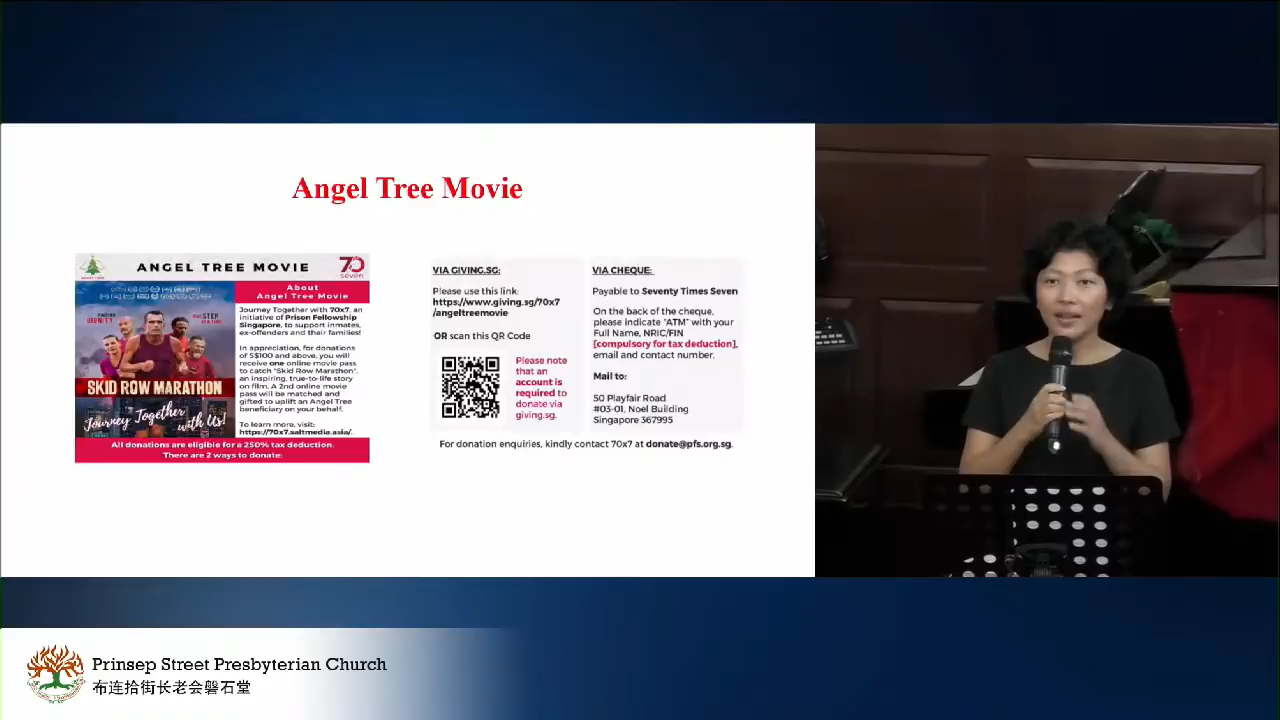 Angel Tree Movie
ANGEL TREE MOVIE
70
seven
About
Angel Tree Movie
DIGNITY
STEP
SKID ROW MARATHON
Journey Together
with Us!
Journey Together with 70x7, an
initiative of Prison Fellowship
Singapore, to support inmates,
ex-offenders and their families!
In appreciation, for donations
of S$100 and above, you will
receive one online movie pass
to catch "Skid Row Marathon",
an inspiring, true-to-life story
on film. A 2nd online movie
pass will be matched and
gifted to uplift an Angel Tree
beneficiary on your behalf.
To learn more, visit:
https://70x7.saltmedia.asia/.
All donations are eligible for a 250% tax deduction.
There are 2 ways to donate:
VIA GIVING.SG:
Please use this link:
https://www.giving.sg/70x7
/angeltreemovie
OR scan this QR Code
Please note
that an
account is
required to
donate via
giving.sg.
VIA CHEQUE:
Payable to Seventy Times Seven
On the back of the cheque,
please indicate "ATM" with your
Full Name, NRIC/FIN
[compulsory for tax deduction],
email and contact number.
Mail to:
50 Playfair Road
#03-01, Noel Building
Singapore 367995
For donation enquiries, kindly contact 70x7 at donate@pfs.org.sg.
Prinsep Street Presbyterian Church
布连拾街长老会磐石堂